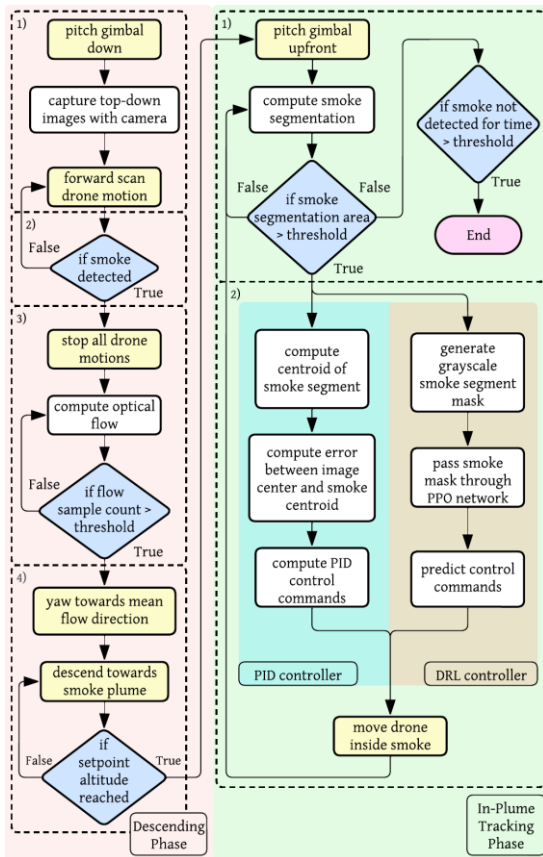 1)
pitch gimbal
down
capture top-down
images with camera
forward scan
drone motion
2)
False
if smoke
detected
True
3)
stop all drone
motions
compute optical
flow
False
if flow
sample count >
threshold
True
4)
yaw towards mean
flow direction
descend towards
smoke plume
False
if
setpoint
altitude
reached
True
Descending
Phase
1)
pitch gimbal
upfront
compute smoke
segmentation
False
if smoke
segmentation area
> threshold
False
True
if smoke not
detected for time
> threshold
True
End
2)
compute
centroid of
smoke segment
compute error
between image
center and smoke
centroid
compute PID
control
commands
PID controller
generate
grayscale
smoke segment
mask
pass smoke
mask through
PPO network
predict control
commands
DRL controller
move drone
inside smoke
In-Plume
Tracking
Phase